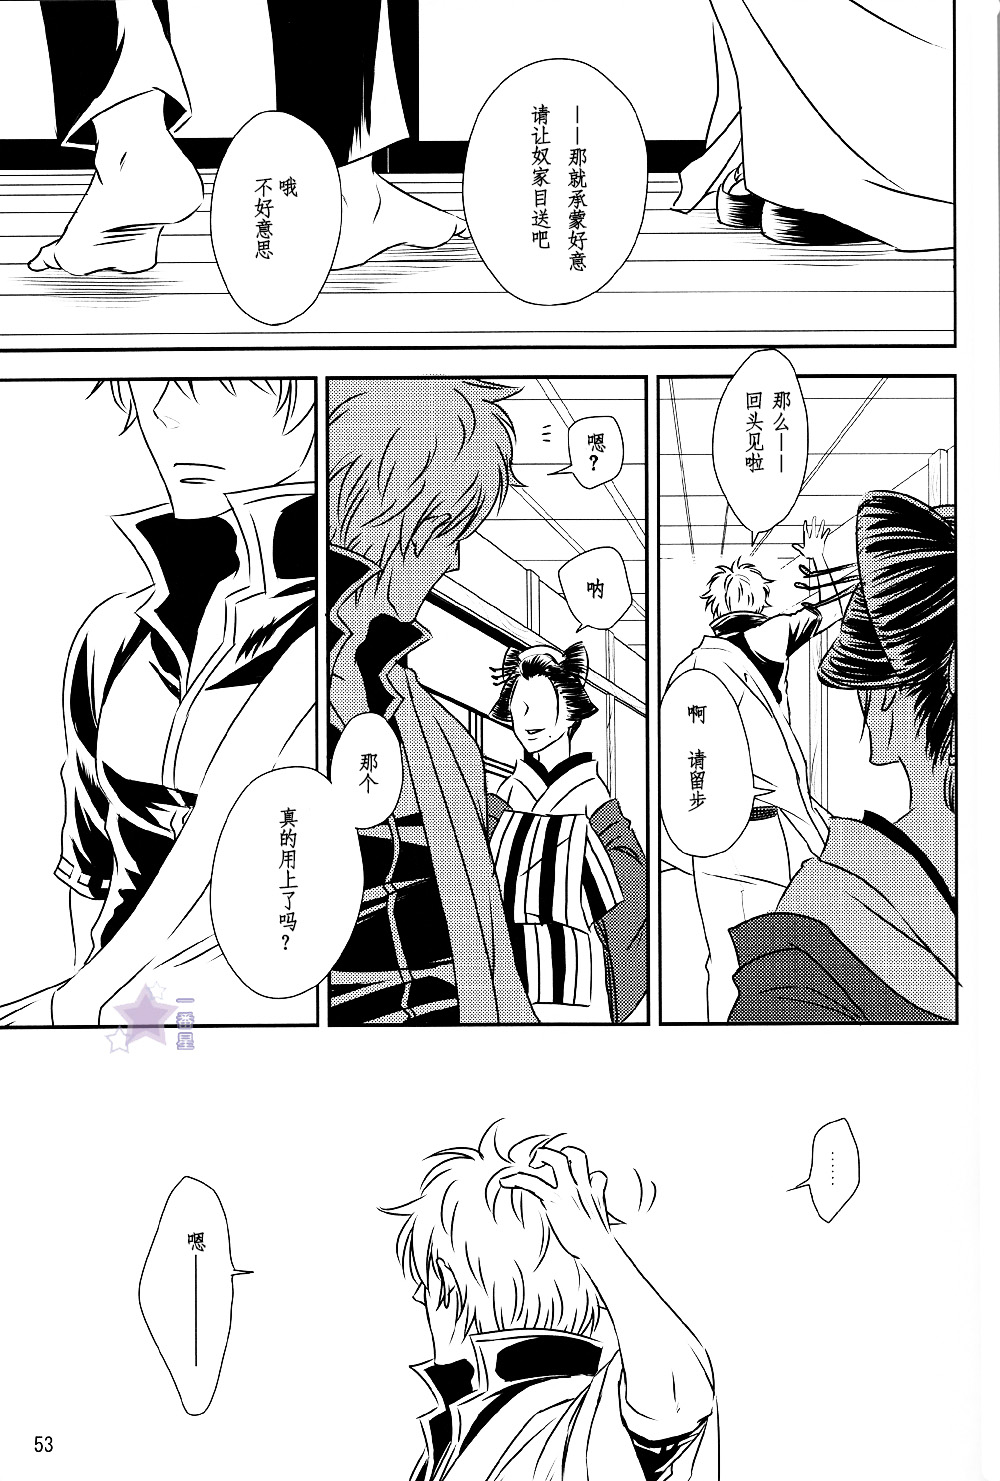 ——那就承蒙好意
请让奴家目送吧
哦
不好意思
那么——
回头见啦
啊
请留步
嗯？
呐
那个
真的用上了吗？
……
嗯——
一番星
53